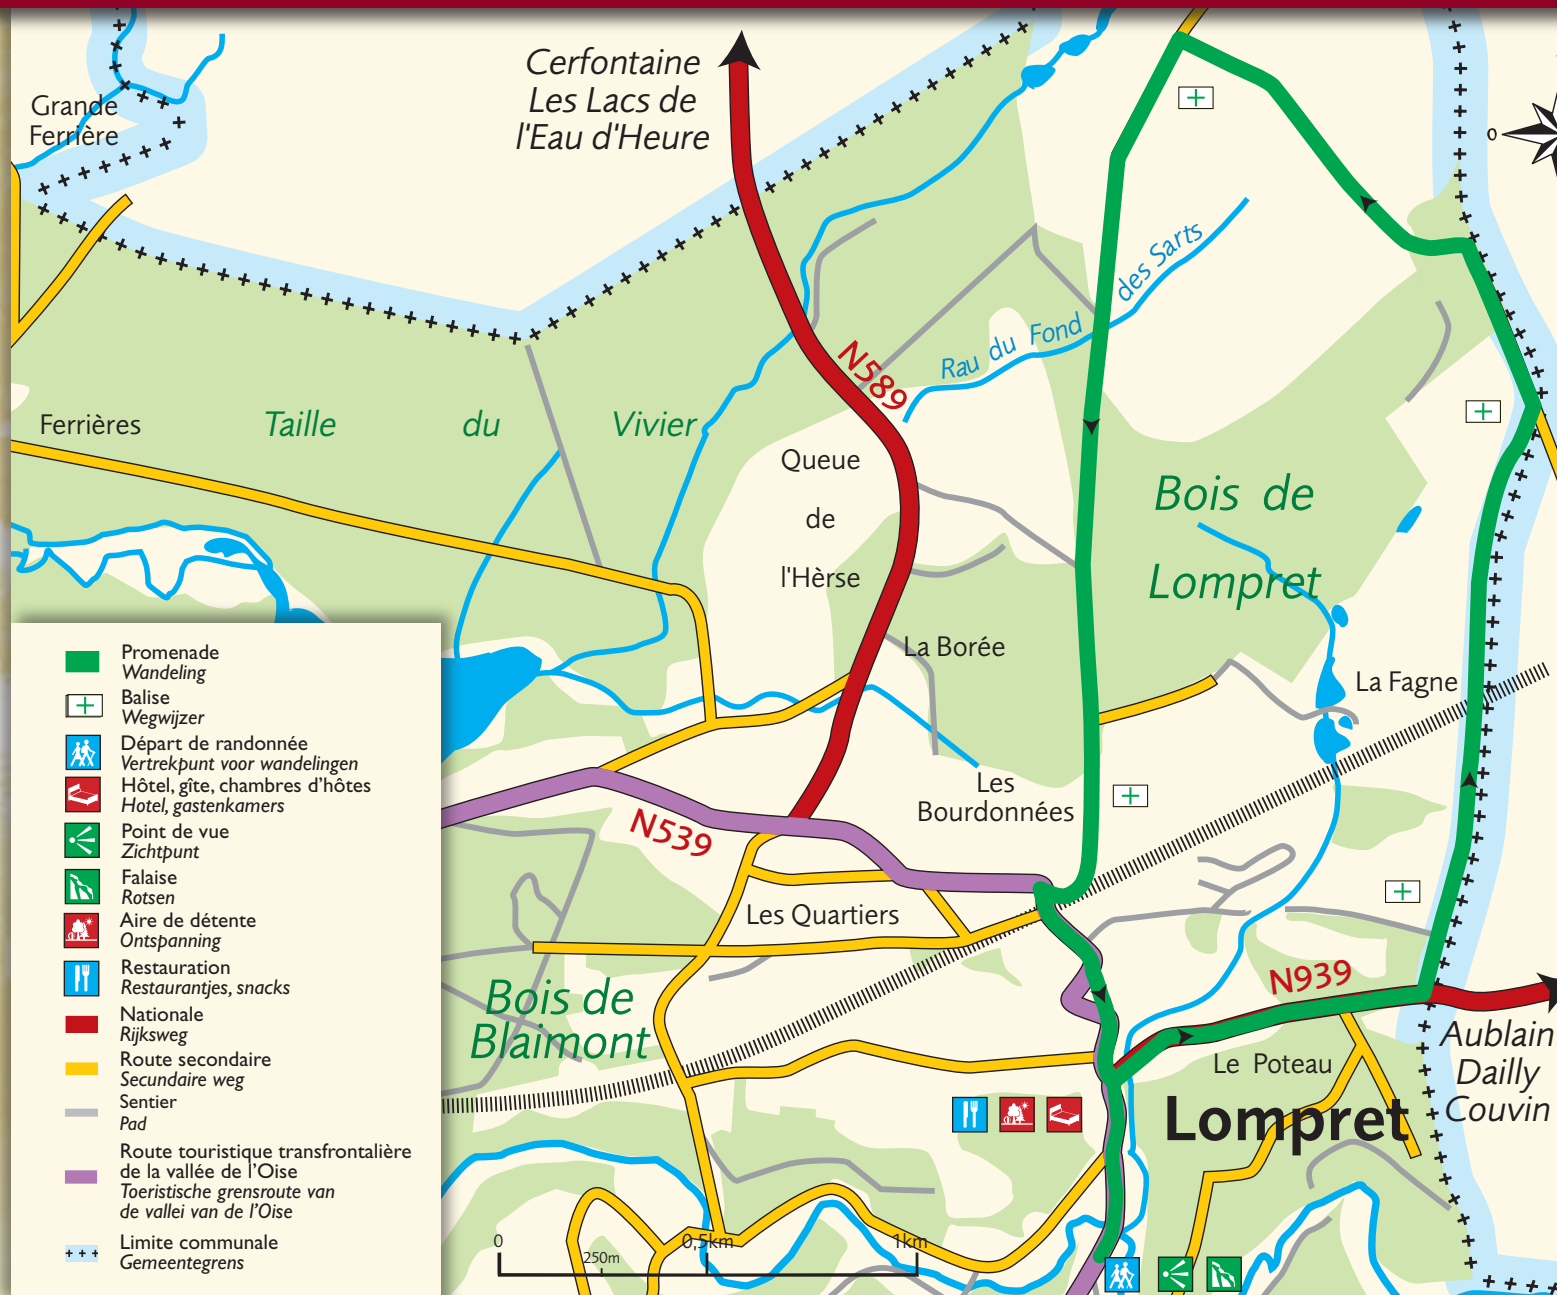 Grande
Ferrière
Cerfontaine
Les Lacs de
l'Eau d'Heure
O
des Sarts
Rau du Fond
N589
Ferrières
Taille du Vivier
Queue
de
l'Hèrse
Bois de
Lompret
La Borée
La Fagne
Les
Bourdonnées
N539
Les Quartiers
Bois de
Blaimont
N939
Le Poteau
Lompret
Aublain
Dailly
Couvin
Promenade
Wandeling
Balise
Wegwijzer
Départ de randonnée
Vertrekpunt voor wandelingen
Hôtel, gîte, chambres d'hôtes
Hotel, gastenkamers
Point de vue
Zichtpunt
Falaise
Rotsen
Aire de détente
Ontspanning
Restauration
Restaurantjes, snacks
Nationale
Rijksweg
Route secondaire
Secundaire weg
Sentier
Pad
Route touristique transfrontalière
de la vallée de l'Oise
Toeristische grensroute van
de vallei van de l'Oise
Limite communale
Gemeentegrens
0 250m 0,5km 1km